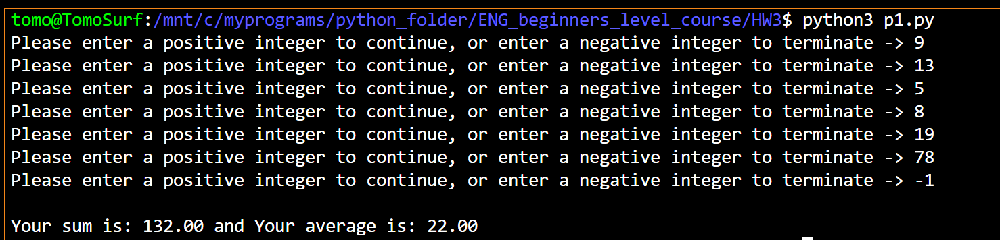 tomo@TomoSurf:/mnt/c/myprograms/python_folder/ENG_beginners_level_course/HW3$ python3 p1.py
Please enter a positive integer to continue, or enter a negative integer to terminate -> 9
Please enter a positive integer to continue, or enter a negative integer to terminate -> 13
Please enter a positive integer to continue, or enter a negative integer to terminate -> 5
Please enter a positive integer to continue, or enter a negative integer to terminate -> 8
Please enter a positive integer to continue, or enter a negative integer to terminate -> 19
Please enter a positive integer to continue, or enter a negative integer to terminate -> 78
Please enter a positive integer to continue, or enter a negative integer to terminate -> -1
Your sum is: 132.00 and Your average is: 22.00